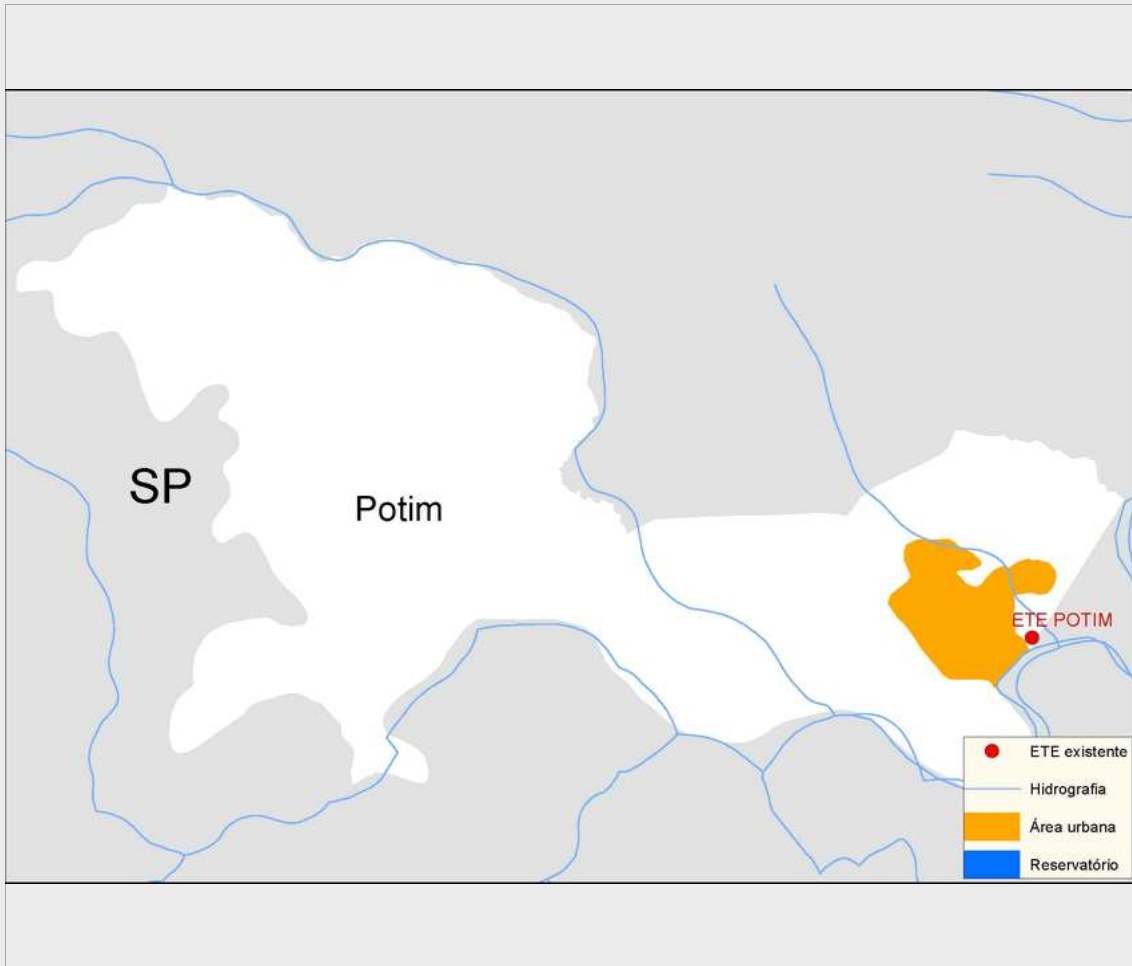 SP
Potim
ETE POTIM
ETE existente
Hidrografia
Área urbana
Reservatório